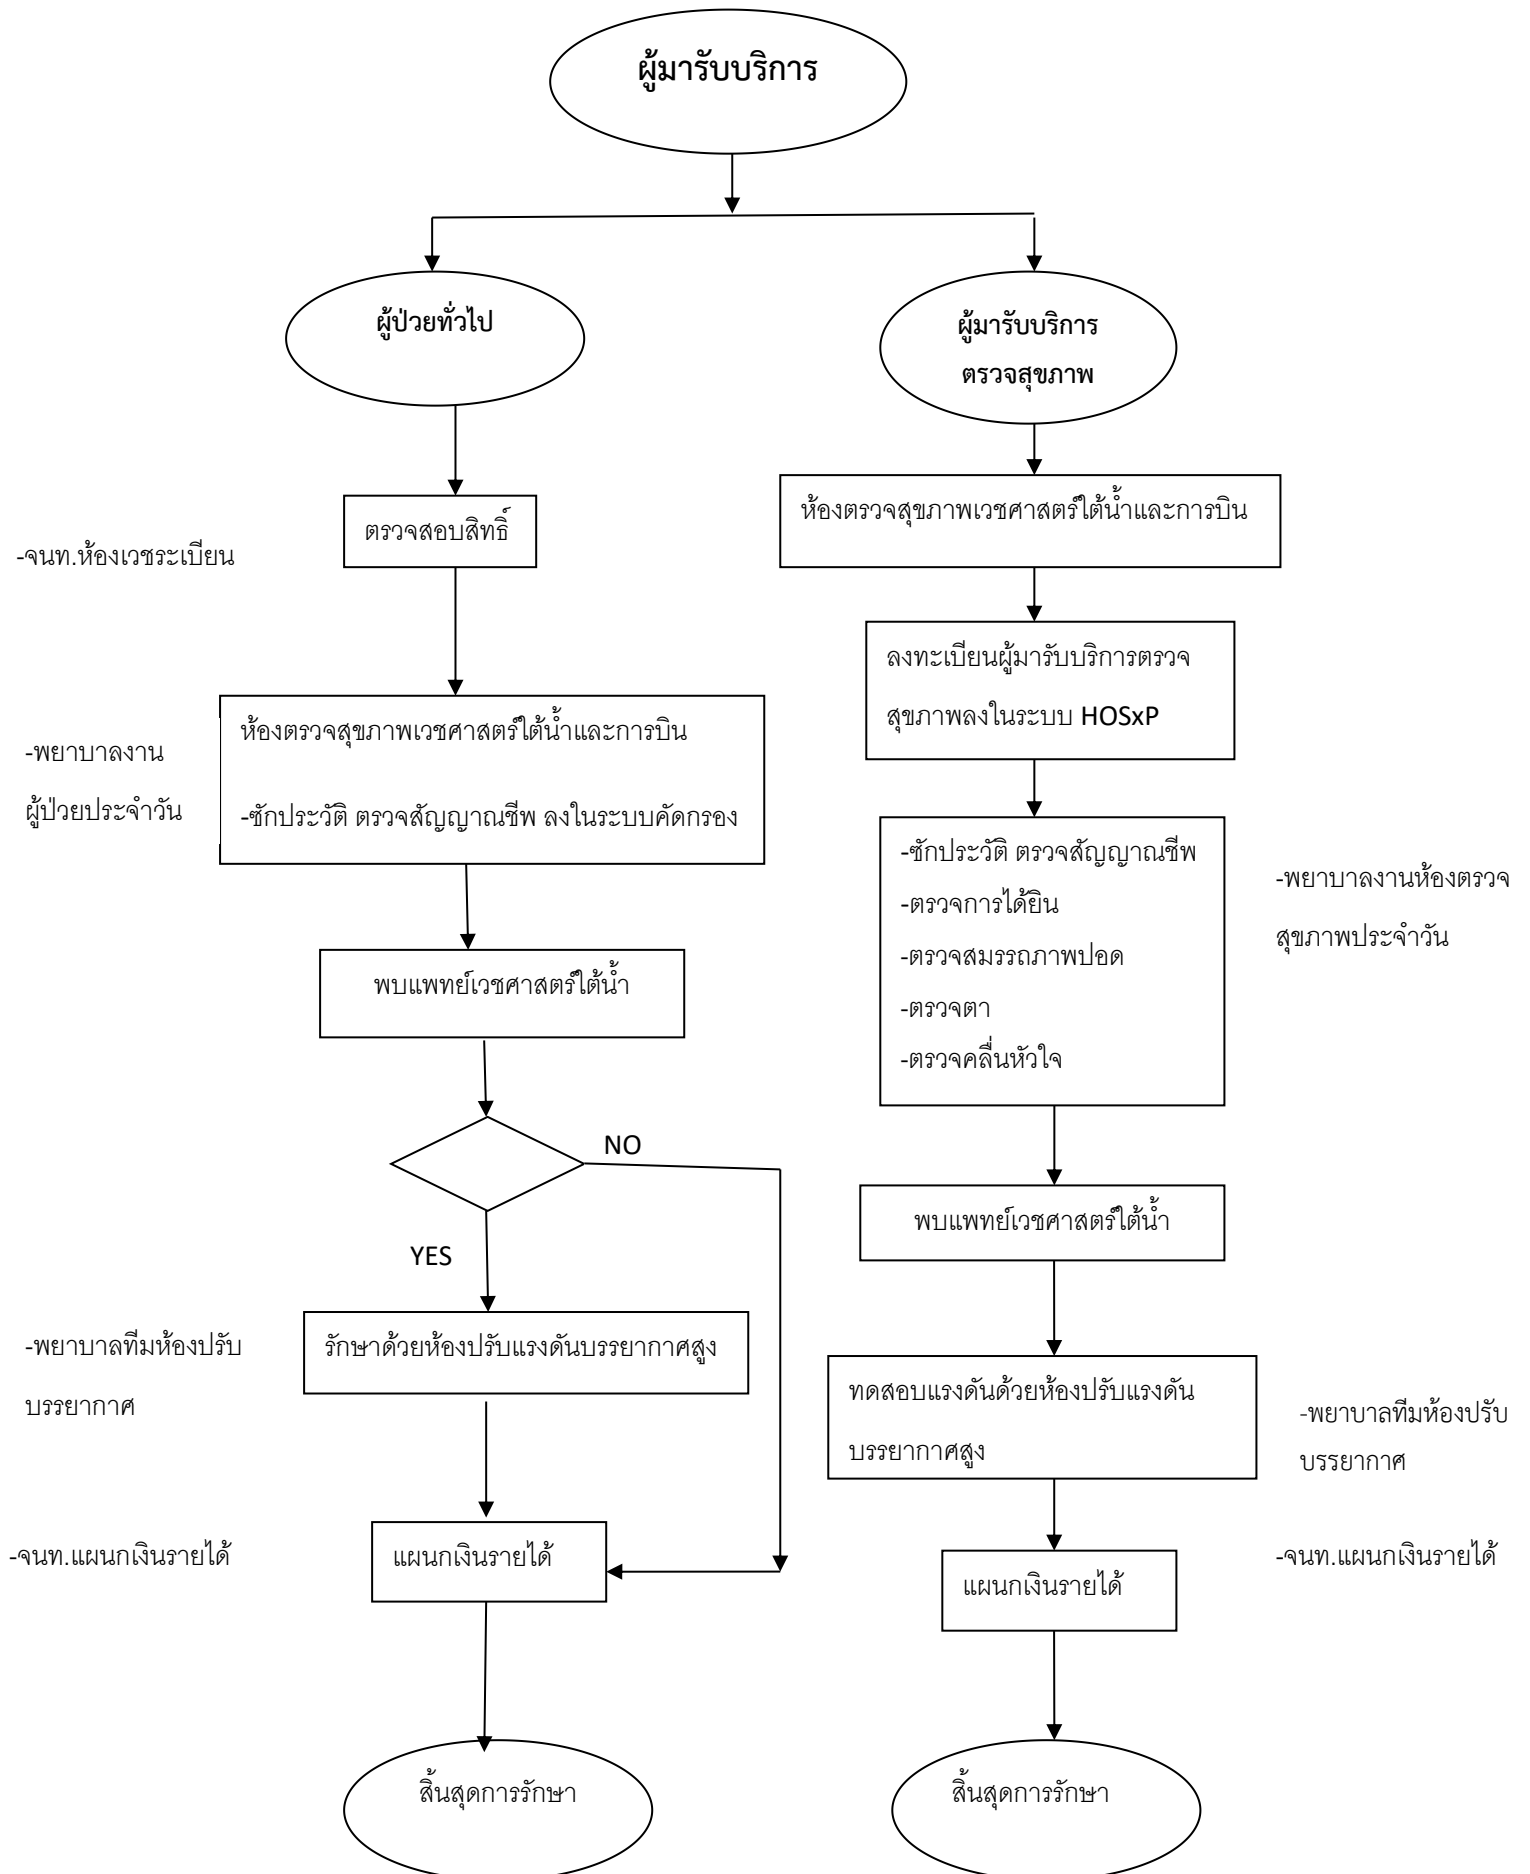 ผู้มารับบริการ
ผู้ป่วยทั่วไป
ผู้มารับบริการ
ตรวจสุขภาพ
ตรวจสอบสิทธิ์
-จนท.ห้องเวชระเบียน
ห้องตรวจสุขภาพเวชศาสตร์ใต้น้ำและการบิน
-ซักประวัติ ตรวจสัญญาณชีพ ลงในระบบคัดกรอง
-พยาบาลงาน
ผู้ป่วยประจำวัน
พบแพทย์เวชศาสตร์ใต้น้ำ
NO
YES
รักษาด้วยห้องปรับแรงดันบรรยากาศสูง
-พยาบาลทีมห้องปรับ
บรรยากาศ
แผนกเงินรายได้
-จนท.แผนกเงินรายได้
สิ้นสุดการรักษา
ห้องตรวจสุขภาพเวชศาสตร์ใต้น้ำและการบิน
ลงทะเบียนผู้มารับบริการตรวจ
สุขภาพลงในระบบ HOSxP
-ซักประวัติ ตรวจสัญญาณชีพ
-ตรวจการได้ยิน
-ตรวจสมรรถภาพปอด
-ตรวจตา
-ตรวจคลื่นหัวใจ
-พยาบาลงานห้องตรวจ
สุขภาพประจำวัน
พบแพทย์เวชศาสตร์ใต้น้ำ
ทดสอบแรงดันด้วยห้องปรับแรงดัน
บรรยากาศสูง
-พยาบาลทีมห้องปรับ
บรรยากาศ
แผนกเงินรายได้
-จนท.แผนกเงินรายได้
สิ้นสุดการรักษา